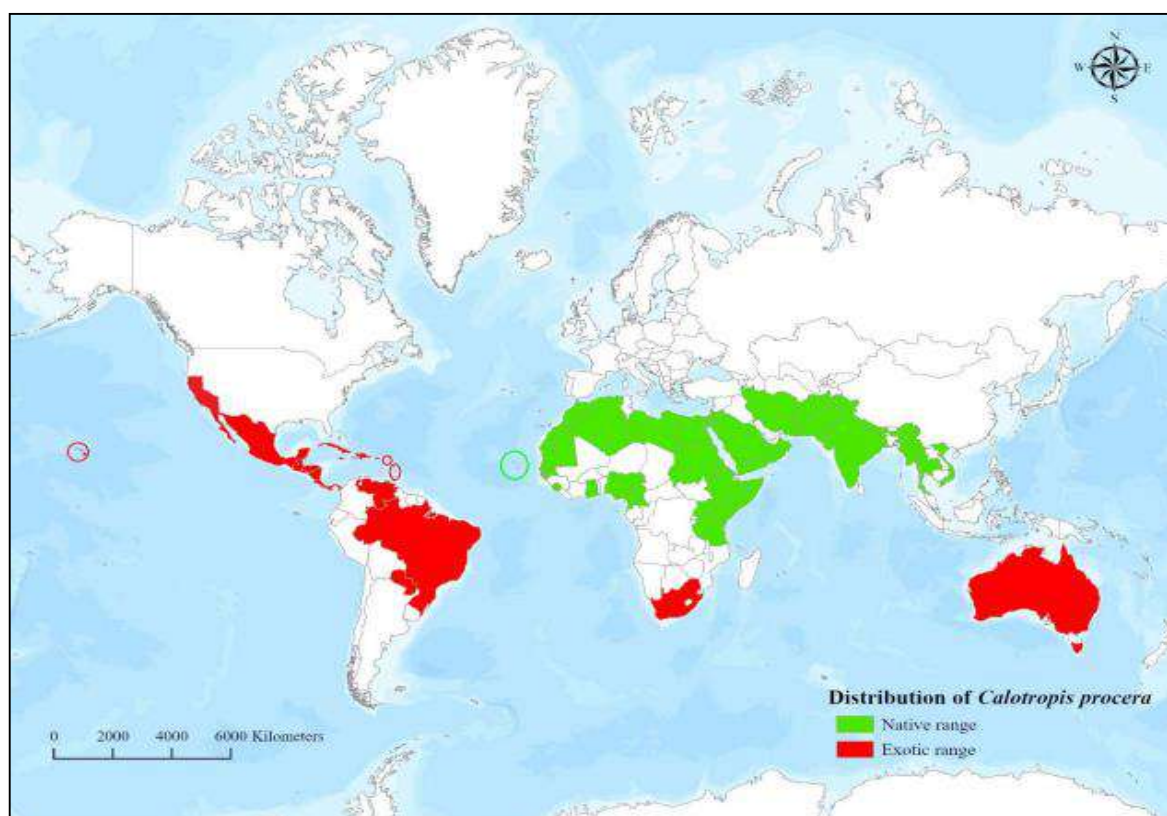 N
W E
S
Distribution of Calotropis procera
Native range
Exotic range
0 2000 4000 6000 Kilometers